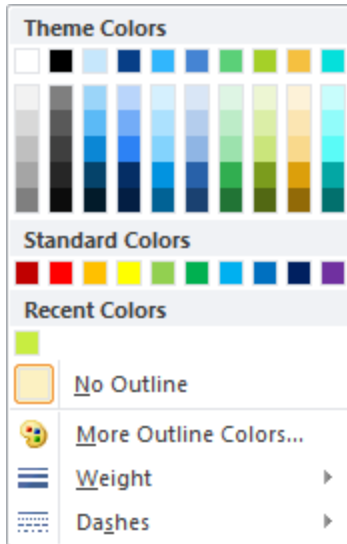 Theme Colors
Standard Colors
Recent Colors
No Outline
More Outline Colors...
Weight
Dashes